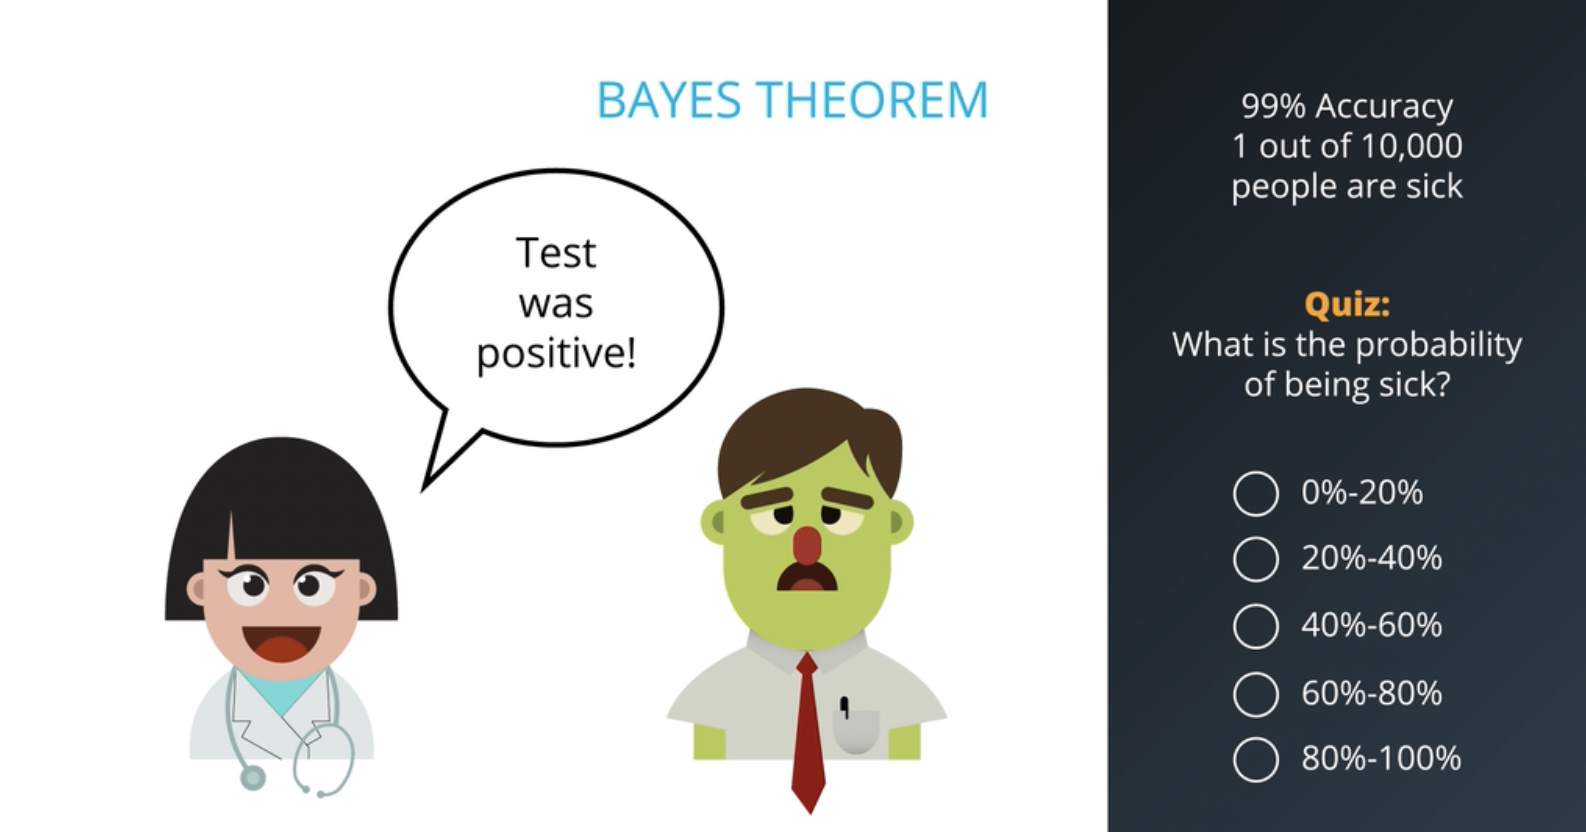 BAYES THEOREM
Test
was
positive!
99% Accuracy
1 out of 10,000
people are sick
Quiz:
What is the probability
of being sick?
0%-20%
20%-40%
40%-60%
60%-80%
80%-100%